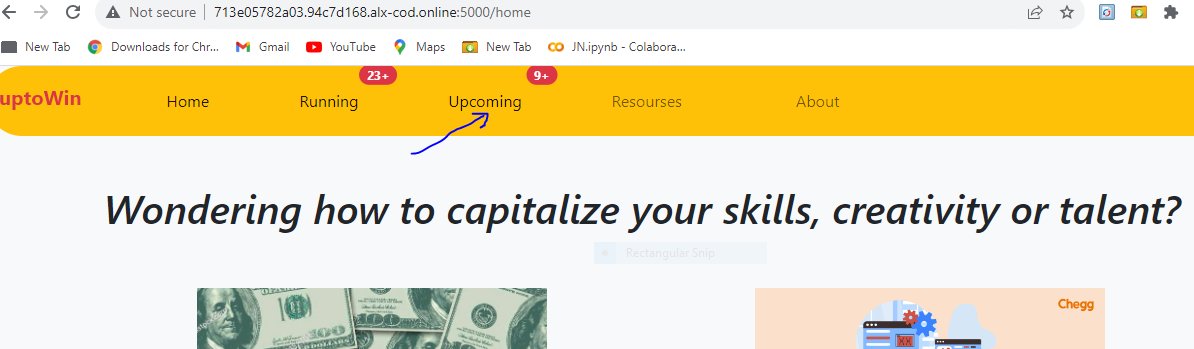 Not secure 713e05782a03.94c7d168.alx-cod.online:5000/home
New Tab Downloads for Chr... Gmail YouTube Maps New Tab JN.ipynb - Colabora...
23+ 9+
uptoWin Home Running Upcoming Resourses About
Wondering how to capitalize your skills, creativity or talent?
Rectangular Snip
100
Chegg